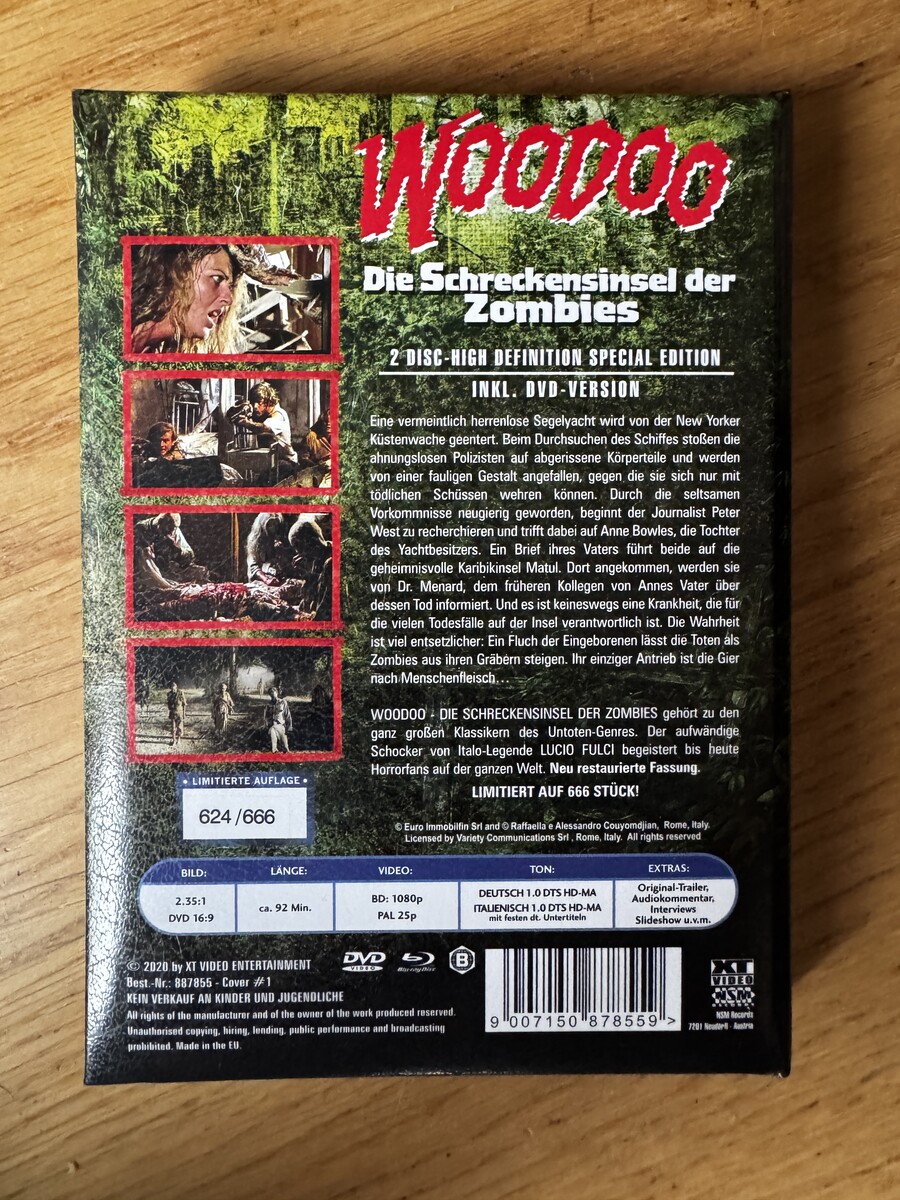 WOODOO
Die Schreckensinsel der
Zombies
2 DISC-HIGH DEFINITION SPECIAL EDITION
INKL. DVD-VERSION
Eine vermeintlich herrenlose Segelyacht wird von der New Yorker
Küstenwache geentert. Beim Durchsuchen des Schiffes stoßen die
ahnungslosen Polizisten auf abgerissene Körperteile und werden
von einer fauligen Gestalt angefallen, gegen die sie sich nur mit
tödlichen Schüssen wehren können. Durch die seltsamen
Vorkommnisse neugierig geworden, beginnt der Journalist Peter
West zu recherchieren und trifft dabei auf Anne Bowles, die Tochter
des Yachtbesitzers. Ein Brief ihres Vaters führt beide auf die
geheimnisvolle Karibikinsel Matul. Dort angekommen, werden sie
von Dr. Menard, dem früheren Kollegen von Annes Vater über
dessen Tod informiert. Und es ist keineswegs eine Krankheit, die für
die vielen Todesfälle auf der Insel verantwortlich ist. Die Wahrheit
ist viel entsetzlicher: Ein Fluch der Eingeborenen lässt die Toten als
Zombies aus ihren Gräbern steigen. Ihr einziger Antrieb ist die Gier
nach Menschenfleisch...
WOODOO - DIE SCHRECKENSINSEL DER ZOMBIES gehört zu den
ganz großen Klassikern des Untoten-Genres. Der aufwändige
Schocker von Italo-Legende LUCIO FULCI begeistert bis heute
Horrorfans auf der ganzen Welt. Neu restaurierte Fassung.
LIMITIERT AUF 666 STÜCK!
• LIMITIERTE AUFLAGE •
624/666
© Euro Immobilfin Srl and © Raffaella e Alessandro Couyomdjian, Rome, Italy.
Licensed by Variety Communications Srl , Rome, Italy. All rights reserved
BILD:
2.35:1
DVD 16:9
LÄNGE:
ca. 92 Min.
VIDEO:
BD: 1080p
PAL 25p
TON:
DEUTSCH 1.0 DTS HD-MA
ITALIENISCH 1.0 DTS HD-MA
mit festen dt. Untertiteln
EXTRAS:
Original-Trailer,
Audiokommentar,
Interviews
Slideshow u.v.m.
© 2020 by XT VIDEO ENTERTAINMENT
Best.-Nr.: 887855 - Cover #1
KEIN VERKAUF AN KINDER UND JUGENDLICHE
All rights of the manufacturer and of the owner of the work produced reserved.
Unauthorised copying, hiring, lending, public performance and broadcasting
prohibited. Made in the EU.
DVD
VIDEO
Blu-ray Disc
B
9 007150 878559 >
XT
VIDEO
NSM
NSM Records
7201 Neudörfl - Austria